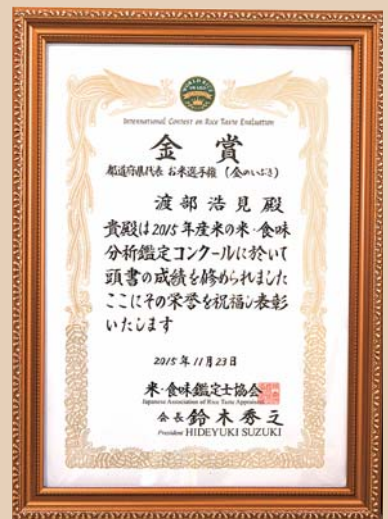 WORLD RICE AWARD
International Contest on Rice Taste Evaluation
金賞
都道府県代表 お米選手権 (金のいぶき)
渡部浩見殿
貴殿は2015年産米の米・食味
分析鑑定コンクールに於いて
頭書の成績を修められました
ここにその栄誉を祝福し表彰
いたします
2015年11月23日
米・食味鑑定士協会
Japanese Association of Rice Taste Appraisers
会長 鈴木秀之
President HIDEYUKI SUZUKI